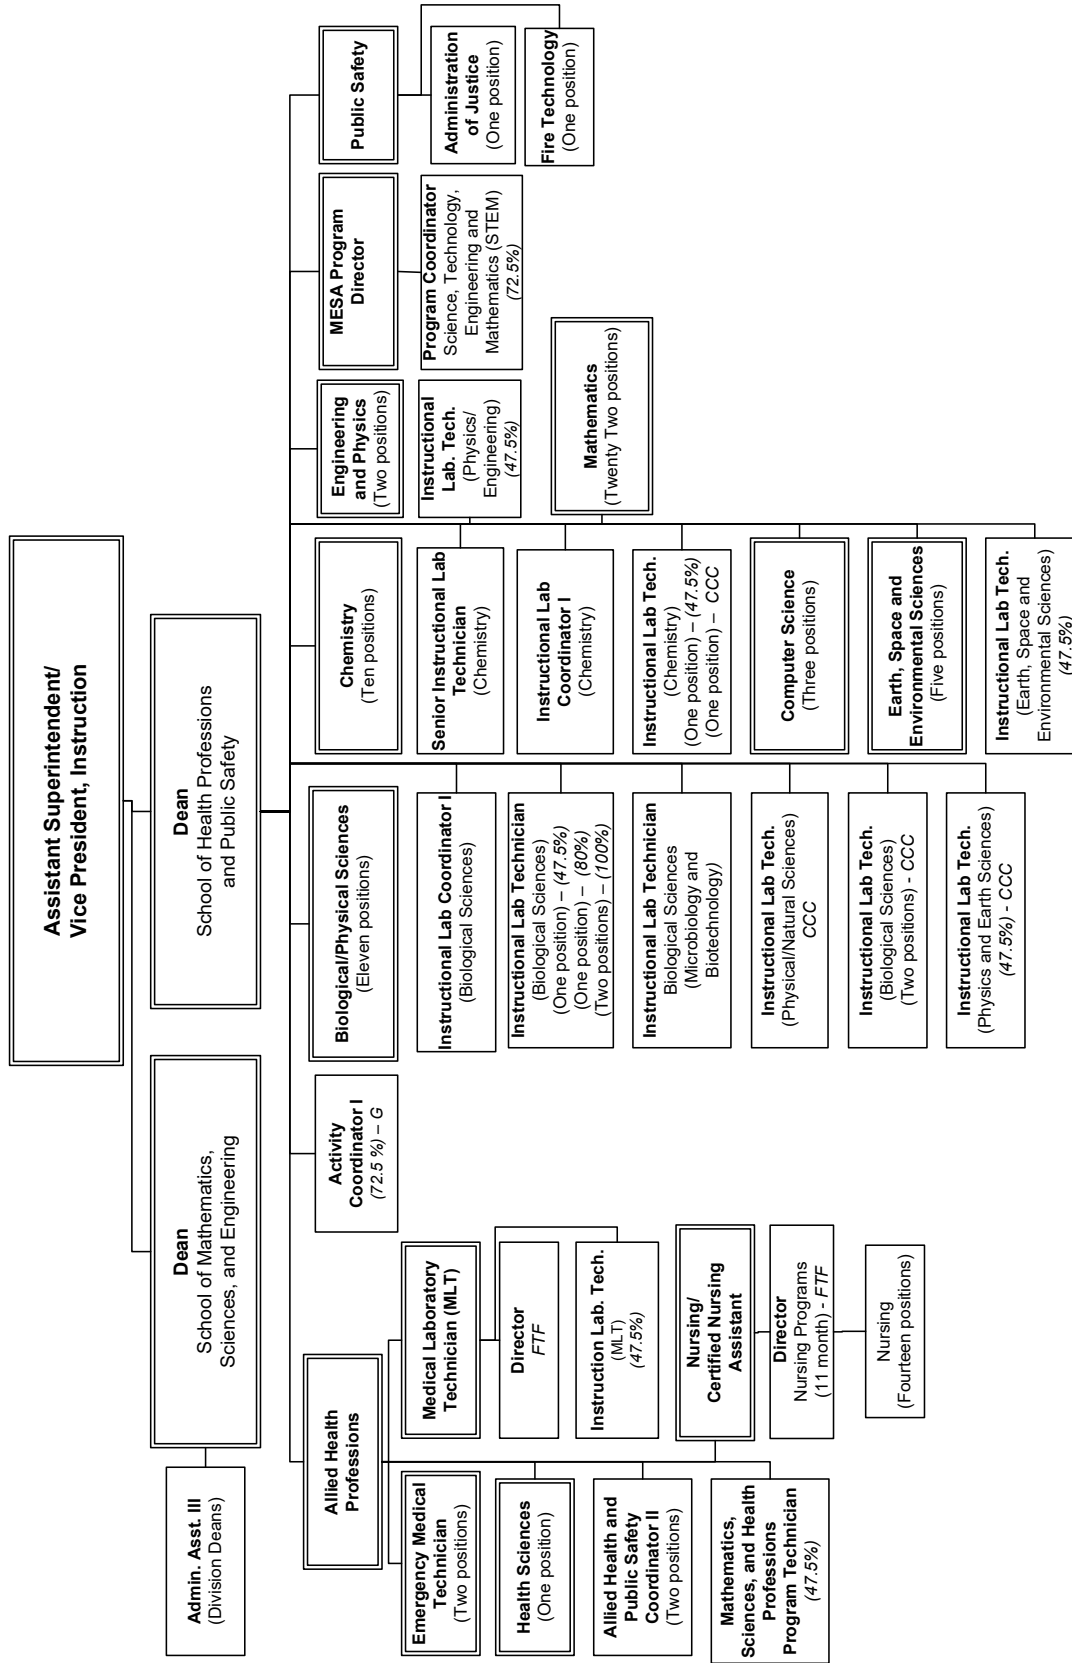 Assistant Superintendent/
Vice President, Instruction
Dean
School of Mathematics,
Sciences, and Engineering
Dean
School of Health Professions
and Public Safety
Admin. Asst. III
(Division Deans)
Allied Health
Professions
Emergency Medical
Technician
(Two positions)
Health Sciences
(One position)
Allied Health and
Public Safety
Coordinator II
(Two positions)
Mathematics,
Sciences, and Health
Professions
Program Technician
(47.5%)
Medical Laboratory
Technician (MLT)
Director
FTF
Instruction Lab. Tech.
(MLT)
(47.5%)
Nursing/
Certified Nursing
Assistant
Director
Nursing Programs
(11 month) - FTF
Nursing
(Fourteen positions)
Activity
Coordinator I
(72.5 %) – G
Biological/Physical Sciences
(Eleven positions)
Instructional Lab Coordinator I
(Biological Sciences)
Instructional Lab Technician
(Biological Sciences)
(One position) – (47.5%)
(One position) – (80%)
(Two positions) – (100%)
Instructional Lab Technician
Biological Sciences
(Microbiology and
Biotechnology)
Instructional Lab Tech.
(Physical/Natural Sciences)
CCC
Instructional Lab Tech.
(Biological Sciences)
(Two positions) - CCC
Instructional Lab Tech.
(Physics and Earth Sciences)
(47.5%) - CCC
Chemistry
(Ten positions)
Senior Instructional Lab
Technician
(Chemistry)
Instructional Lab
Coordinator I
(Chemistry)
Instructional Lab Tech.
(Chemistry)
(One position) – (47.5%)
(One position) – CCC
Computer Science
(Three positions)
Earth, Space and
Environmental Sciences
(Five positions)
Instructional Lab Tech.
(Earth, Space and
Environmental Sciences)
(47.5%)
Engineering
and Physics
(Two positions)
Instructional
Lab. Tech.
(Physics/
Engineering)
(47.5%)
Mathematics
(Twenty Two positions)
MESA Program
Director
Program Coordinator
Science, Technology,
Engineering and
Mathematics (STEM)
(72.5%)
Public Safety
Administration
of Justice
(One position)
Fire Technology
(One position)